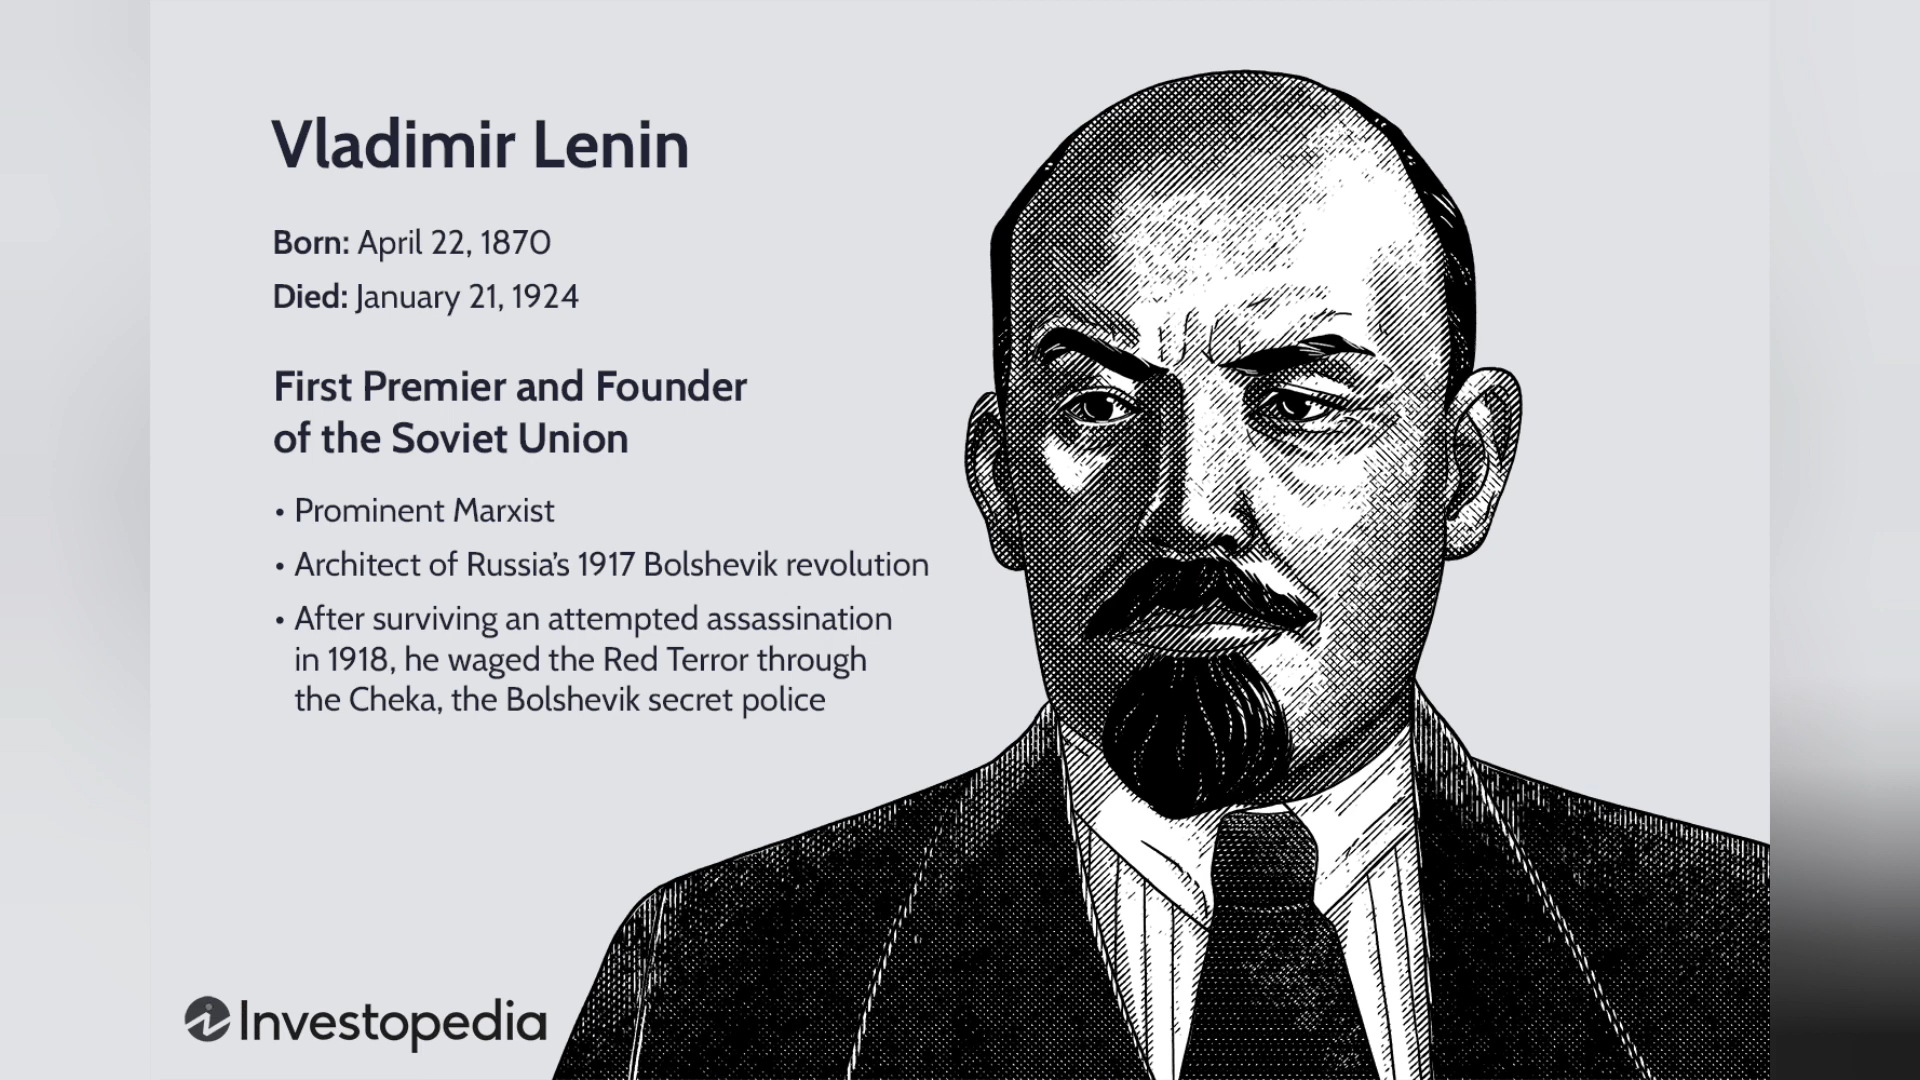 Vladimir Lenin
Born: April 22, 1870
Died: January 21, 1924
First Premier and Founder
of the Soviet Union
• Prominent Marxist
• Architect of Russia's 1917 Bolshevik revolution
• After surviving an attempted assassination
in 1918, he waged the Red Terror through
the Cheka, the Bolshevik secret police
Investopedia